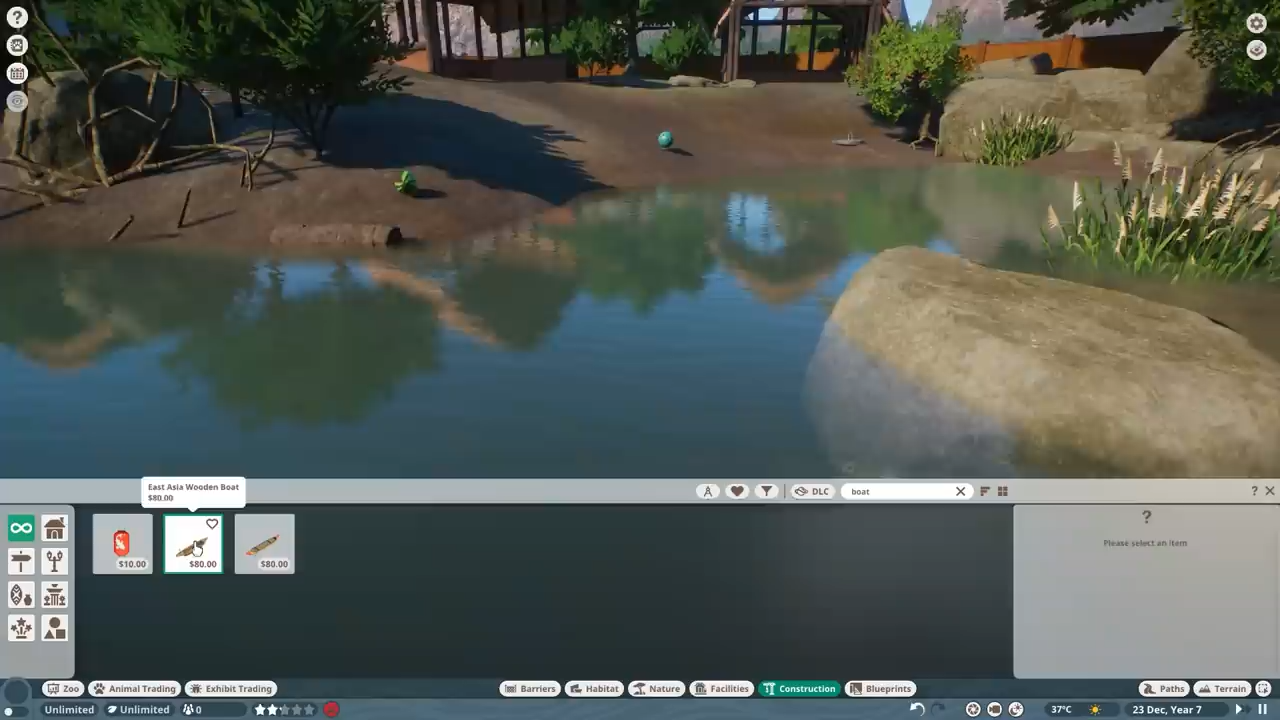 East Asia Wooden Boat
$80.00
DLC
boat
?
$10.00
$80.00
$80.00
?
Please select an item
Zoo
Animal Trading
Exhibit Trading
Barriers
Habitat
Nature
Facilities
Construction
Blueprints
Paths
Terrain
Unlimited
Unlimited
0
37°C
23 Dec, Year 7